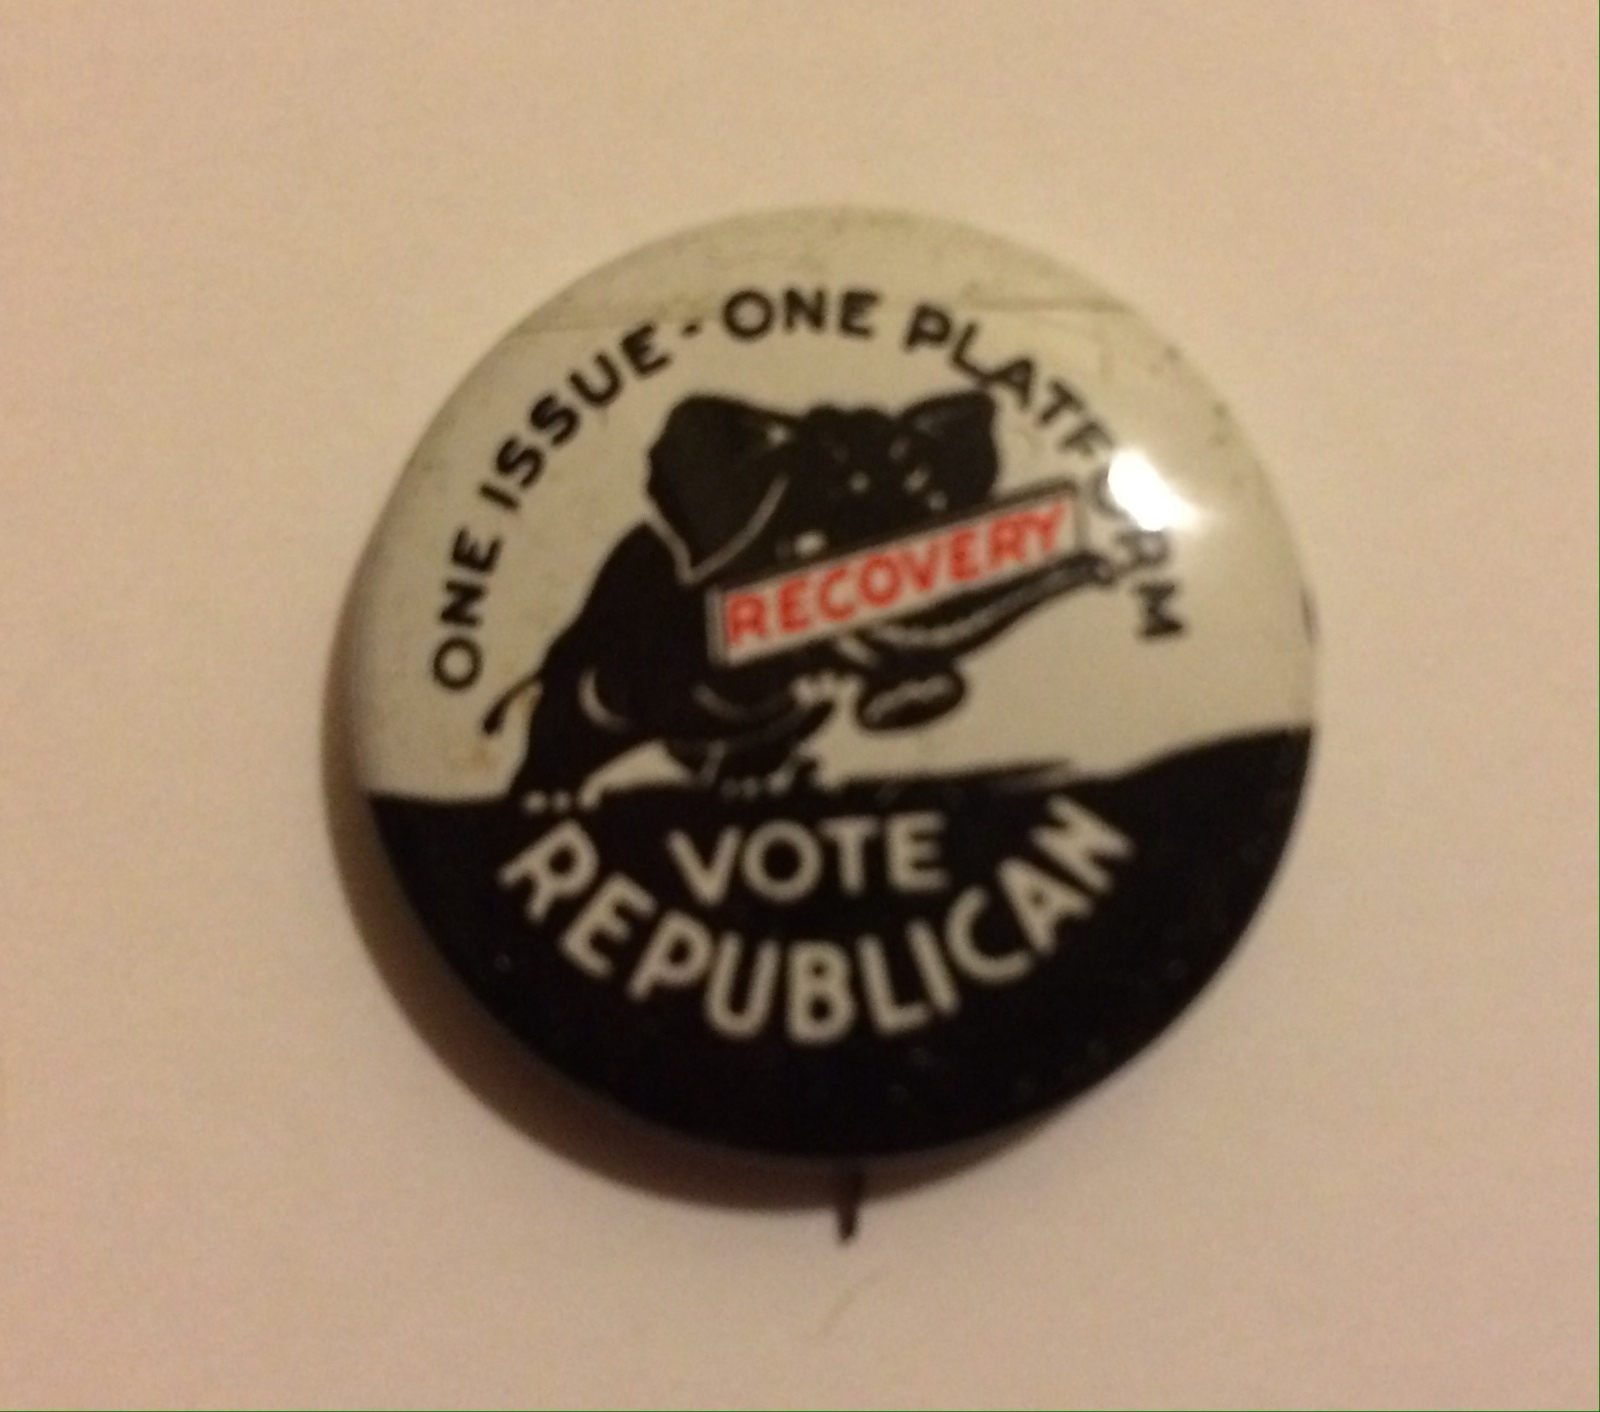 ONE ISSUE - ONE PLATFORM
RECOVERY
VOTE
REPUBLICAN